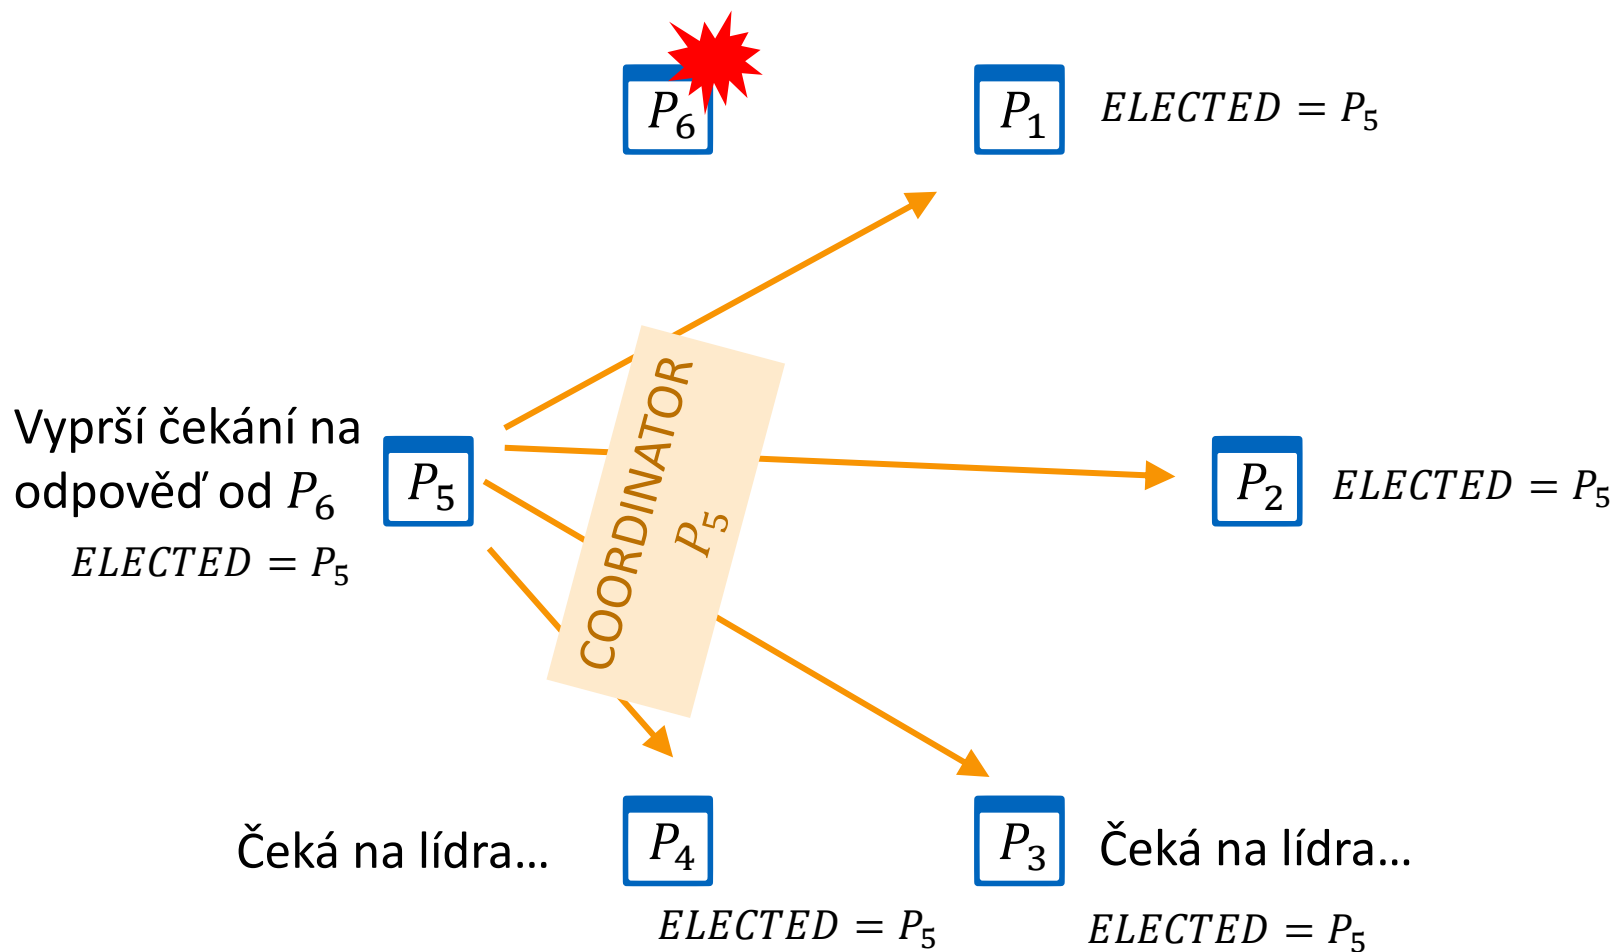 P₆
P₁ ELECTED = P₅
Vyprší čekání na
odpověď od P₆
P₅
ELECTED = P₅
COORDINATOR
P₅
P₂ ELECTED = P₅
Čeká na lídra...
P₄
ELECTED = P₅
P₃
Čeká na lídra...
ELECTED = P₅